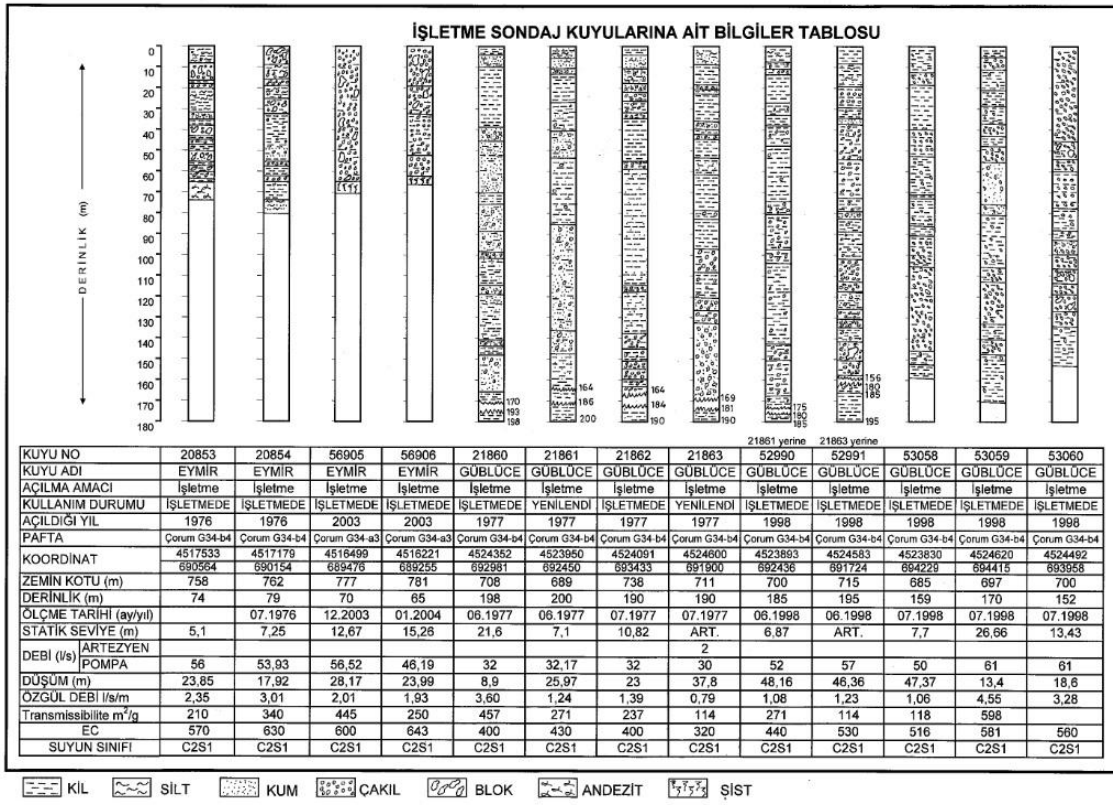 İŞLETME SONDAJ KUYULARINA AİT BİLGİLER TABLOSU
DERİNLİK (m)
0
10
20
30
40
50
60
70
80
90
100
110
120
130
140
150
160
170
180
170
193
198
164
186
200
164
184
190
169
181
190
175
180
185
156
180
185
195
21861 yerine 21863 yerine
KUYU NO 20853 20854 56905 56906 21860 21861 21862 21863 52990 52991 53058 53059 53060
KUYU ADI EYMİR EYMİR EYMİR EYMİR GÜBLÜCE GÜBLÜCE GÜBLÜCE GÜBLÜCE GÜBLÜCE GÜBLÜCE GÜBLÜCE GÜBLÜCE GÜBLÜCE
AÇILMA AMACI İşletme İşletme İşletme İşletme İşletme İşletme İşletme İşletme İşletme İşletme İşletme İşletme İşletme
KULLANIM DURUMU İŞLETMEDE İŞLETMEDE İŞLETMEDE İŞLETMEDE İŞLETMEDE YENİLENDİ İŞLETMEDE YENİLENDİ İŞLETMEDE İŞLETMEDE İŞLETMEDE İŞLETMEDE İŞLETMEDE
AÇILDIĞI YIL 1976 1976 2003 2003 1977 1977 1977 1977 1998 1998 1998 1998 1998
PAFTA Çorum G34-b4 Çorum G34-b4 Çorum G34-a3 Çorum G34-a3 Çorum G34-b4 Çorum G34-b4 Çorum G34-b4 Çorum G34-b4 Çorum G34-b4 Çorum G34-b4 Çorum G34-b4 Çorum G34-b4 Çorum G34-b4
KOORDİNAT 4517533 4517179 4516499 4516221 4524352 4523950 4524091 4524600 4523893 4524583 4523830 4524620 4524492
690564 690154 689476 689255 692981 692450 693433 691900 692436 691724 694229 694415 693958
ZEMİN KOTU (m) 758 762 777 781 708 689 738 711 700 715 685 697 700
DERİNLİK (m) 74 79 70 65 198 200 190 190 185 195 159 170 152
ÖLÇME TARİHİ (ay/yıl) 07.1976 12.2003 01.2004 06.1977 06.1977 07.1977 07.1977 06.1998 06.1998 07.1998 07.1998 07.1998
STATİK SEVİYE (m) 5,1 7,25 12,67 15,26 21,6 7,1 10,82 ART. 6,87 ART. 7,7 26,66 13,43
DEBİ (l/s) ARTEZYEN 2
POMPA 56 53,93 56,52 46,19 32 32,17 32 30 52 57 50 61 61
DÜŞÜM (m) 23,85 17,92 28,17 23,99 8,9 25,97 23 37,8 48,16 46,36 47,37 13,4 18,6
ÖZGÜL DEBİ l/s/m 2,35 3,01 2,01 1,93 3,60 1,24 1,39 0,79 1,08 1,23 1,06 4,55 3,28
Transmissibilite m²/g 210 340 445 250 457 271 237 114 271 114 118 598
EC 570 630 600 643 400 430 400 320 440 530 516 581 560
SUYUN SINIFI C2S1 C2S1 C2S1 C2S1 C2S1 C2S1 C2S1 C2S1 C2S1 C2S1 C2S1 C2S1 C2S1
KİL SİLT KUM ÇAKIL BLOK ANDEZİT ŞİST